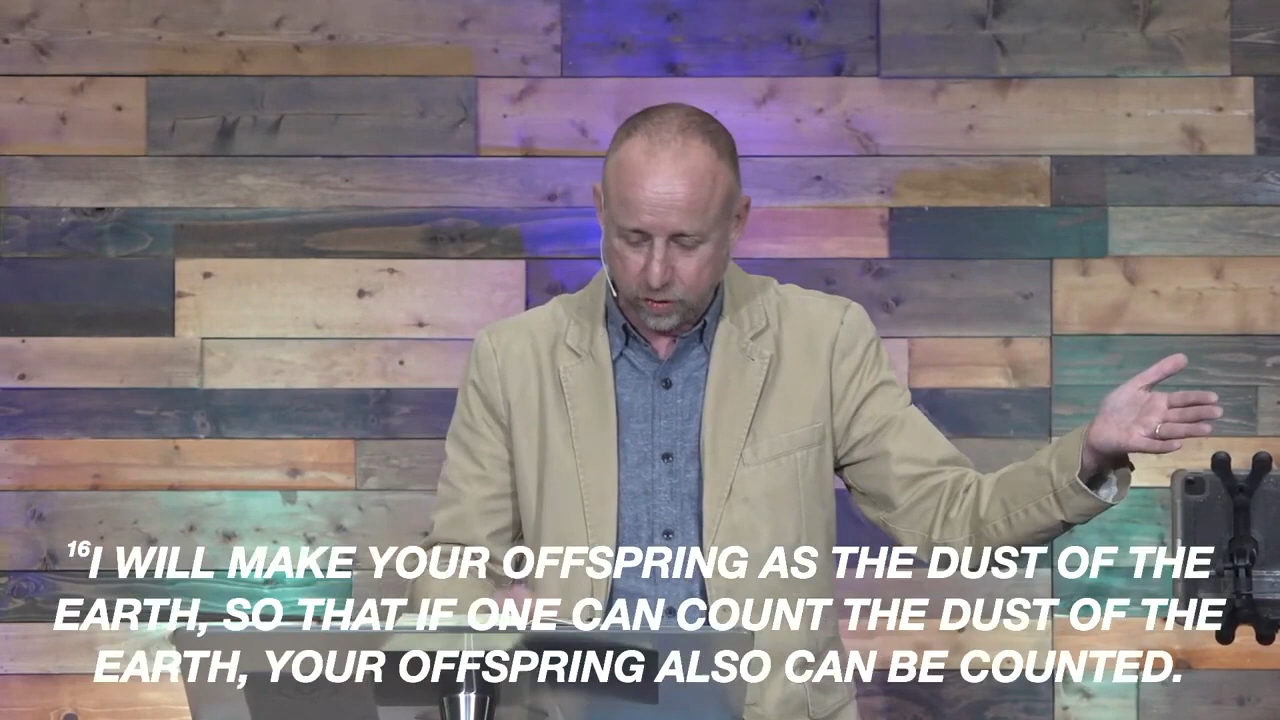 ¹⁶I WILL MAKE YOUR OFFSPRING AS THE DUST OF THE
EARTH, SO THAT IF ONE CAN COUNT THE DUST OF THE
EARTH, YOUR OFFSPRING ALSO CAN BE COUNTED.